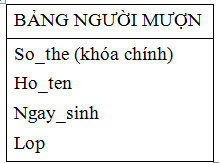 BẢNG NGƯỜI MƯỢN
So_the (khóa chính)
Ho_ten
Ngay_sinh
Lop